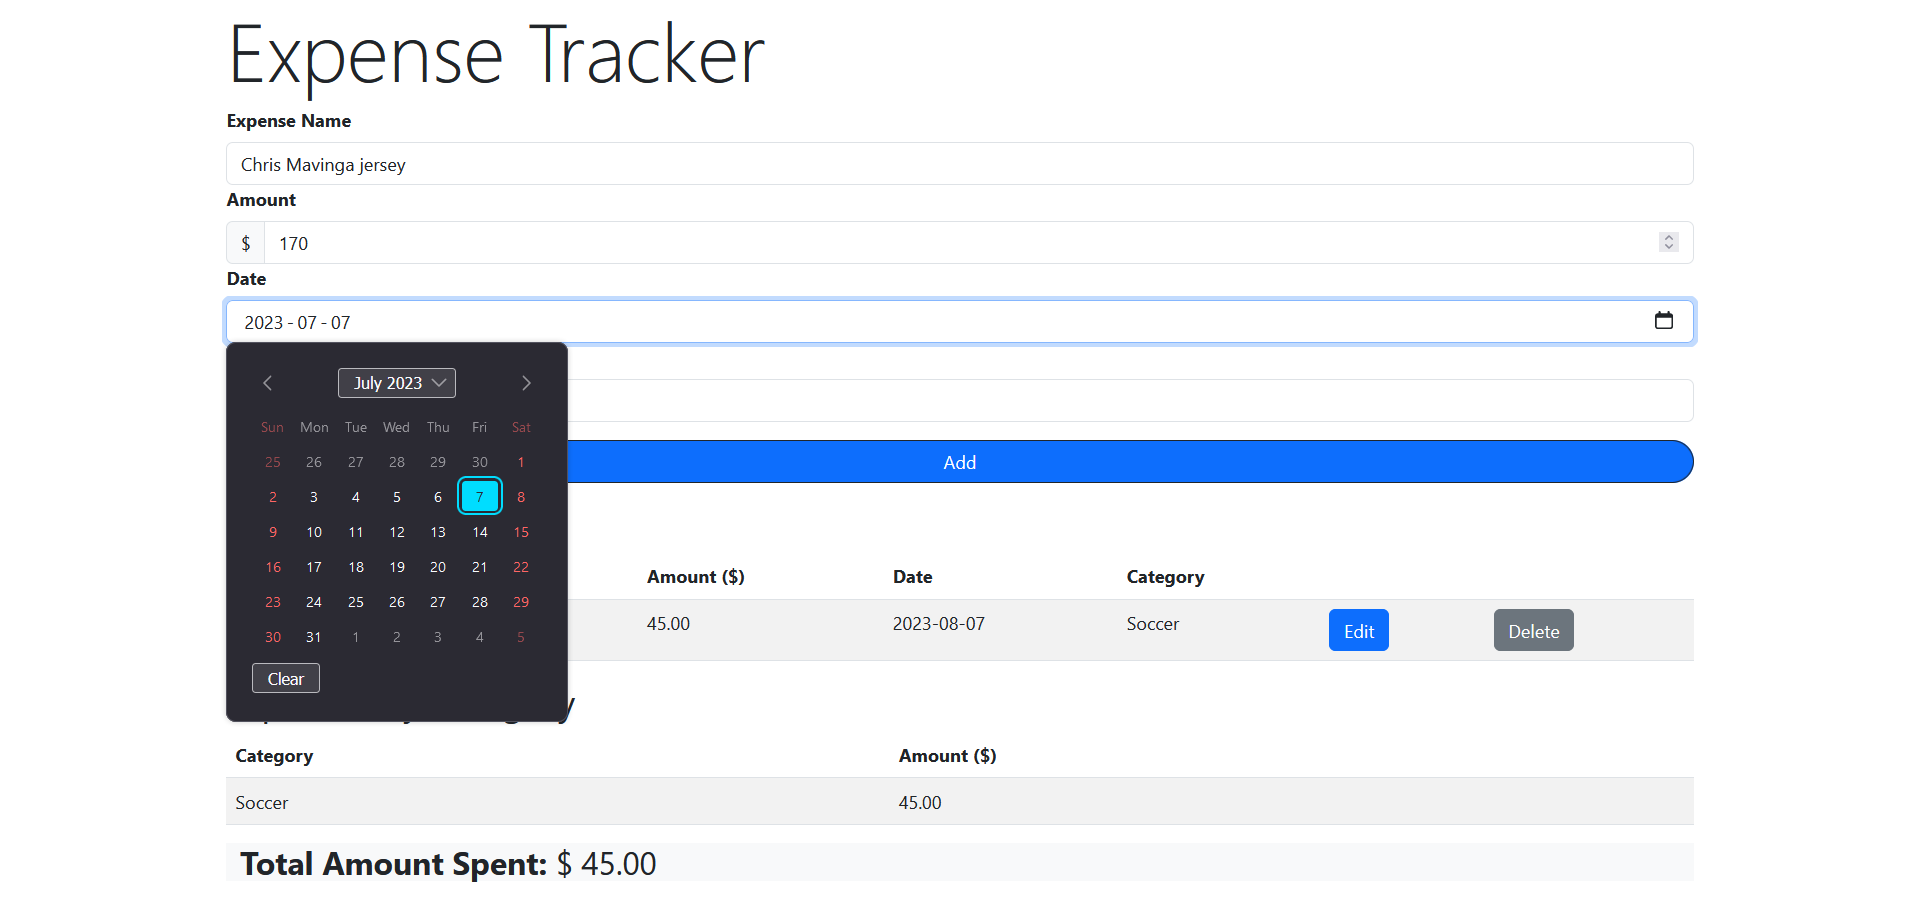 Expense Tracker
Expense Name
Chris Mavinga jersey
Amount
$ 170
Date
2023 - 07 - 07
July 2023
Sun Mon Tue Wed Thu Fri Sat
25 26 27 28 29 30 1
2 3 4 5 6 7 8
9 10 11 12 13 14 15
16 17 18 19 20 21 22
23 24 25 26 27 28 29
30 31 1 2 3 4 5
Clear
Add
Amount ($) Date Category
45.00 2023-08-07 Soccer Edit Delete
Category Amount ($)
Soccer 45.00
Total Amount Spent: $ 45.00